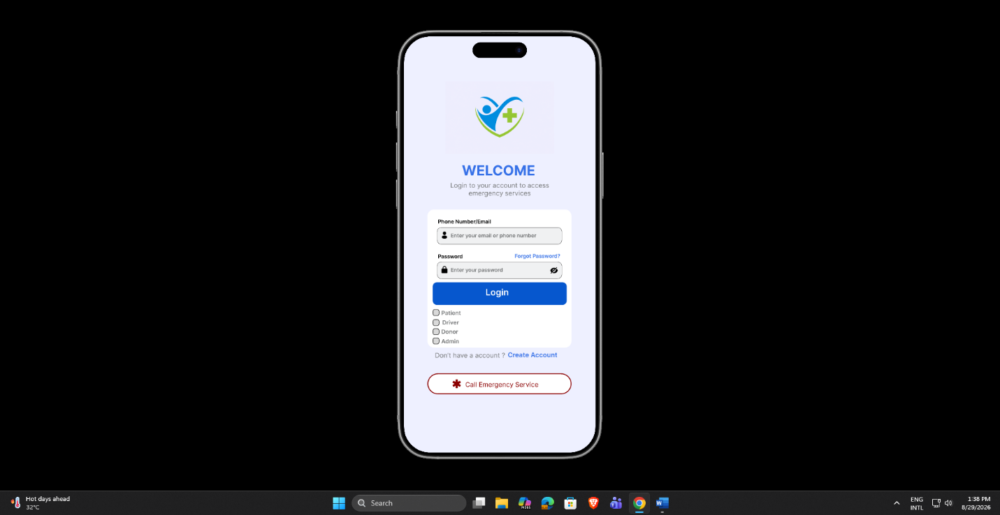 WELCOME
Login to your account to access
emergency services
Phone Number/Email
Enter your email or phone number
Password
Forgot Password?
Enter your password
Login
Patient
Driver
Donor
Admin
Don't have a account ? Create Account
Call Emergency Service
Hot days ahead
32°C
Search
M365
W
ENG
INTL
1:38 PM
8/29/2026